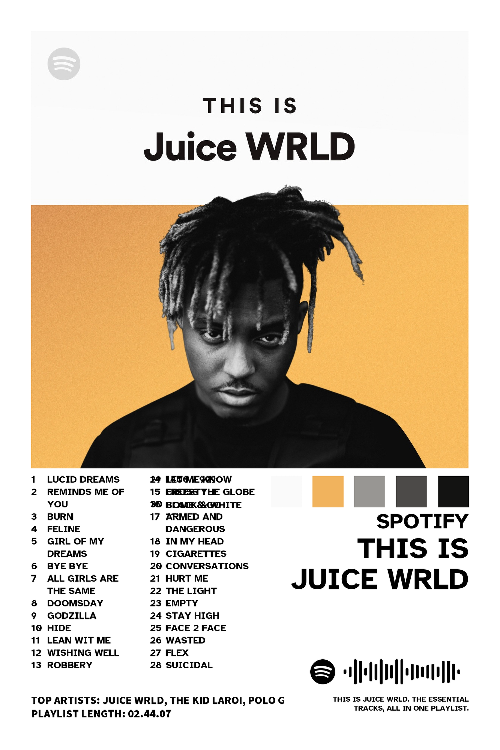 THIS IS
Juice WRLD
1 LUCID DREAMS
2 REMINDS ME OF
YOU
3 BURN
4 FELINE
5 GIRL OF MY
DREAMS
6 BYE BYE
7 ALL GIRLS ARE
THE SAME
8 DOOMSDAY
9 GODZILLA
10 HIDE
11 LEAN WIT ME
12 WISHING WELL
13 ROBBERY
15
GLOBE
17 ARMED AND
DANGEROUS
18 IN MY HEAD
19 CIGARETTES
20 CONVERSATIONS
21 HURT ME
22 THE LIGHT
23 EMPTY
24 STAY HIGH
25 FACE 2 FACE
26 WASTED
27 FLEX
28 SUICIDAL
SPOTIFY
THIS IS
JUICE WRLD
TOP ARTISTS: JUICE WRLD, THE KID LAROI, POLO G
PLAYLIST LENGTH: 02.44.07
THIS IS JUICE WRLD. THE ESSENTIAL
TRACKS, ALL IN ONE PLAYLIST.